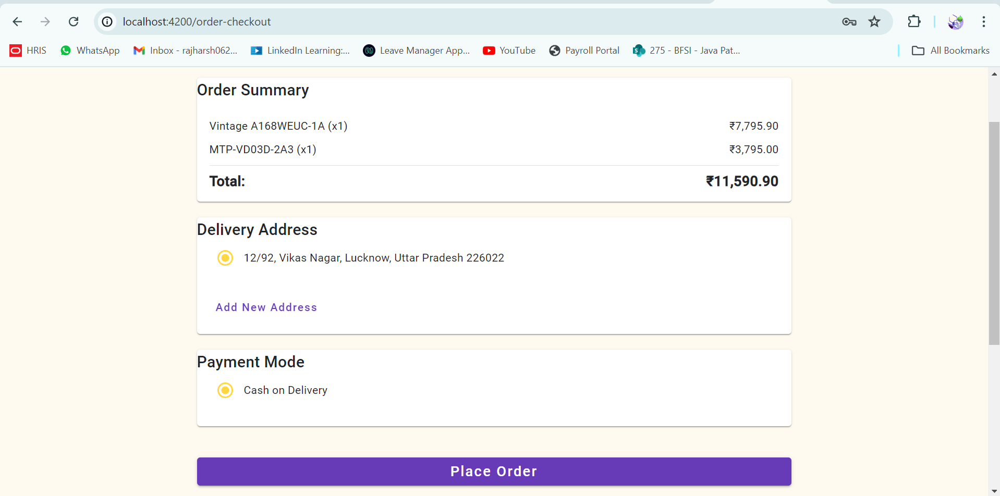 localhost:4200/order-checkout
HRIS WhatsApp Inbox - rajharsh062... LinkedIn Learning:... Leave Manager App... YouTube Payroll Portal 275 - BFSI - Java Pat... All Bookmarks
Order Summary
Vintage A168WEUC-1A (x1) ₹7,795.90
MTP-VD03D-2A3 (x1) ₹3,795.00
Total: ₹11,590.90
Delivery Address
12/92, Vikas Nagar, Lucknow, Uttar Pradesh 226022
Add New Address
Payment Mode
Cash on Delivery
Place Order